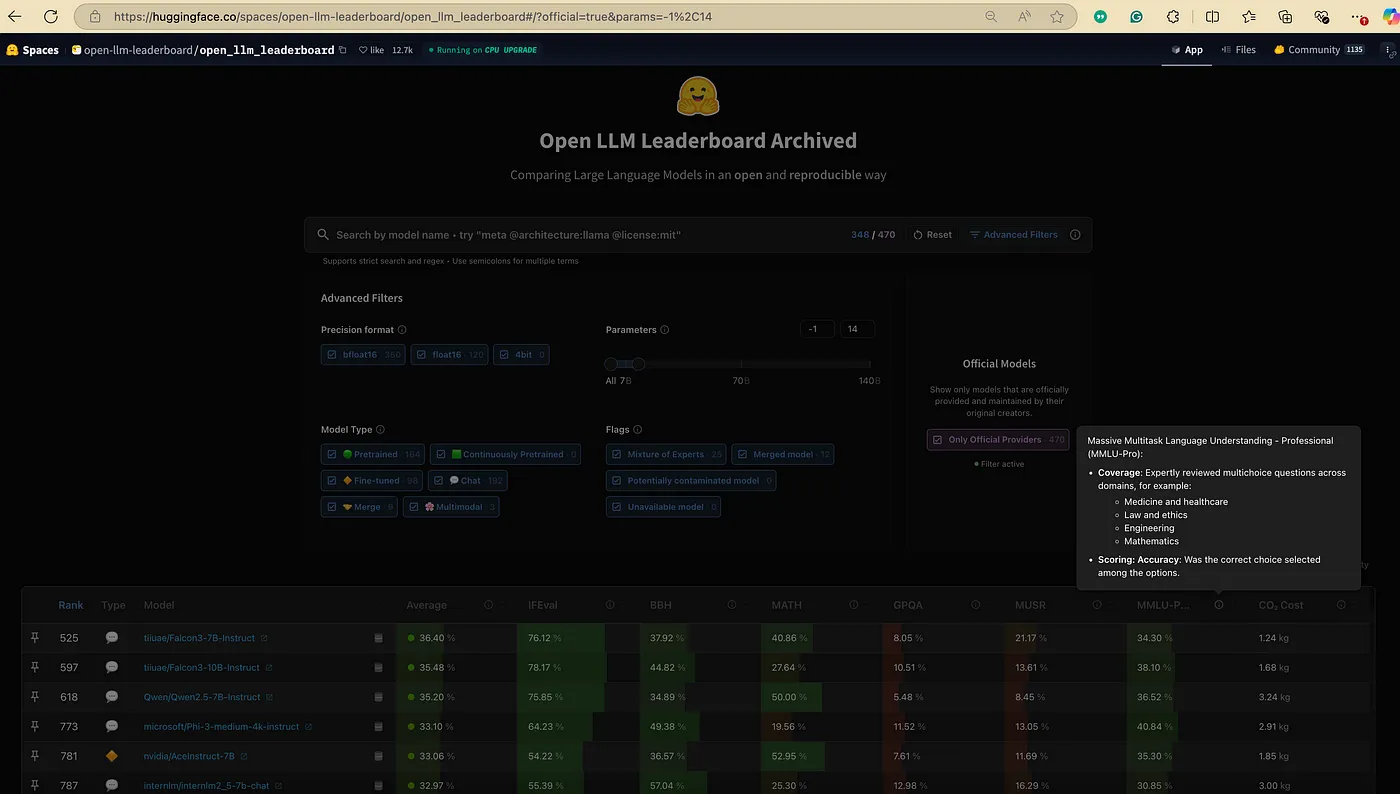 https://huggingface.co/spaces/open-llm-leaderboard/open_llm_leaderboard#/?official=true&params=-1%2C14
Spaces open-llm-leaderboard/open_llm_leaderboard like 12.7k Running on CPU UPGRADE App Files Community 1135
Open LLM Leaderboard Archived
Comparing Large Language Models in an open and reproducible way
Search by model name • try "meta @architecture:llama @license:mit" 348 / 470 Reset Advanced Filters
Supports strict search and regex • Use semicolons for multiple terms
Advanced Filters
Precision format
bfloat16 · 350 float16 · 120 4bit · 0
Parameters -1 14
All 7B 70B 140B
Model Type
Pretrained · 164 Continuously Pretrained · 0
Fine-tuned · 98 Chat · 192
Merge · 9 Multimodal · 3
Flags
Mixture of Experts · 25 Merged model · 12
Potentially contaminated model · 0
Unavailable model · 0
Official Models
Show only models that are officially
provided and maintained by their
original creators.
Only Official Providers · 470
Filter active
Massive Multitask Language Understanding - Professional
(MMLU-Pro):
• Coverage: Expertly reviewed multichoice questions across
domains, for example:
Medicine and healthcare
Law and ethics
Engineering
Mathematics
• Scoring: Accuracy: Was the correct choice selected
among the options.
Rank Type Model Average IFEval BBH MATH GPQA MUSR MMLU-P... CO₂ Cost
525 tiiuae/Falcon3-7B-Instruct 36.40 % 76.12 % 37.92 % 40.86 % 8.05 % 21.17 % 34.30 % 1.24 kg
597 tiiuae/Falcon3-10B-Instruct 35.48 % 78.17 % 44.82 % 27.64 % 10.51 % 13.61 % 38.10 % 1.68 kg
618 Qwen/Qwen2.5-7B-Instruct 35.20 % 75.85 % 34.89 % 50.00 % 5.48 % 8.45 % 36.52 % 3.24 kg
773 microsoft/Phi-3-medium-4k-instruct 33.10 % 64.23 % 49.38 % 19.56 % 11.52 % 13.05 % 40.84 % 2.91 kg
781 nvidia/AceInstruct-7B 33.06 % 54.22 % 36.57 % 52.95 % 7.61 % 11.69 % 35.30 % 1.85 kg
787 internlm/internlm2_5-7b-chat 32.97 % 55.39 % 57.04 % 25.30 % 12.98 % 16.29 % 30.85 % 3.00 kg